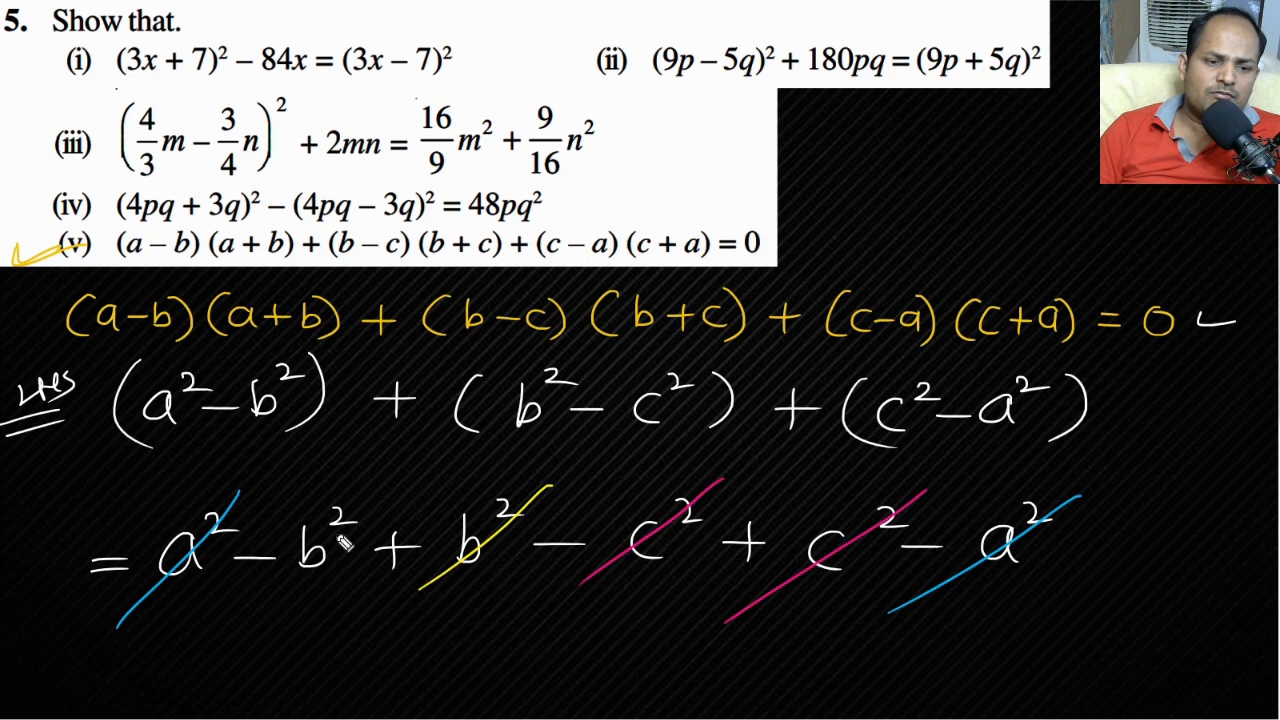 5. Show that.
(i) (3x + 7)² – 84x = (3x – 7)² (ii) (9p – 5q)² + 180pq = (9p + 5q)²
(iii) (4/3 m – 3/4 n)² + 2mn = 16/9 m² + 9/16 n²
(iv) (4pq + 3q)² – (4pq – 3q)² = 48pq²
(v) (a – b) (a + b) + (b – c) (b + c) + (c – a) (c + a) = 0
(a-b)(a+b) + (b-c) (b+c) + (c-a) (c+a) = 0
LHS (a²-b²) + (b²-c²) + (c²-a²)
= a² - b² + b² - c² + c² - a²